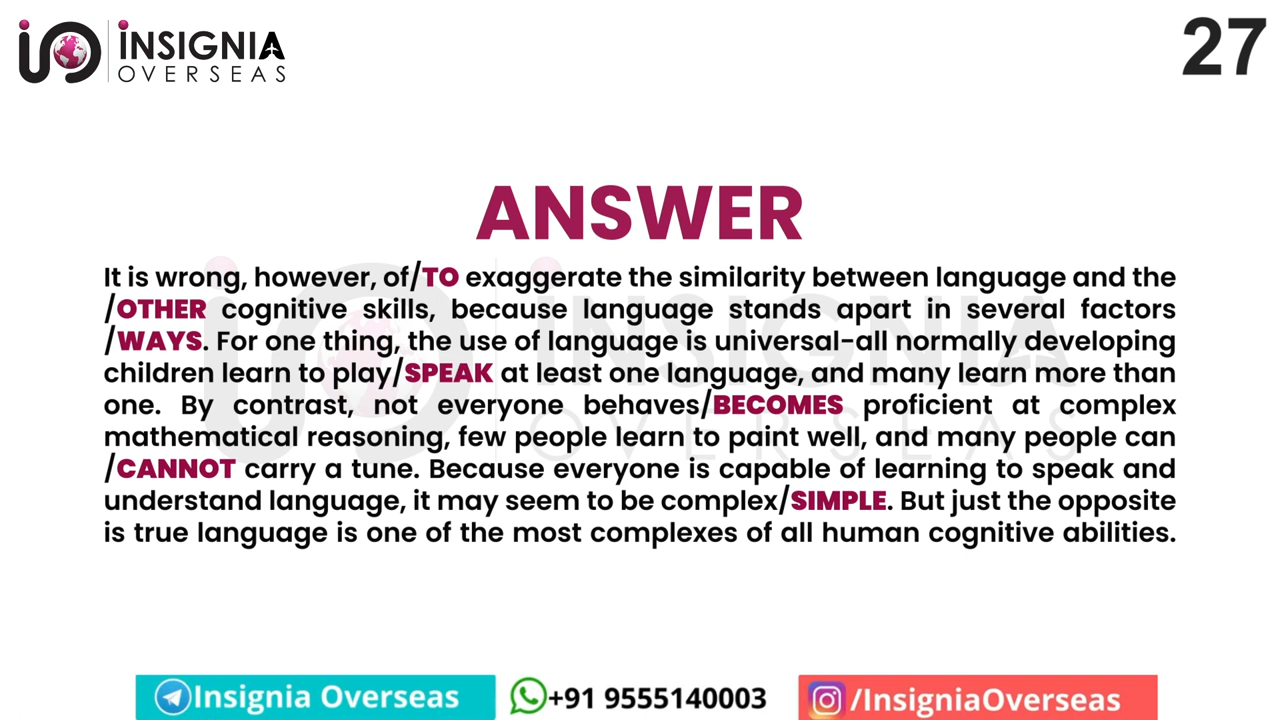 iNSIGNIA
OVERSEAS
27
ANSWER
It is wrong, however, of/TO exaggerate the similarity between language and the
/OTHER cognitive skills, because language stands apart in several factors
/WAYS. For one thing, the use of language is universal-all normally developing
children learn to play/SPEAK at least one language, and many learn more than
one. By contrast, not everyone behaves/BECOMES proficient at complex
mathematical reasoning, few people learn to paint well, and many people can
/CANNOT carry a tune. Because everyone is capable of learning to speak and
understand language, it may seem to be complex/SIMPLE. But just the opposite
is true language is one of the most complexes of all human cognitive abilities.
Insignia Overseas
+91 9555140003
/InsigniaOverseas